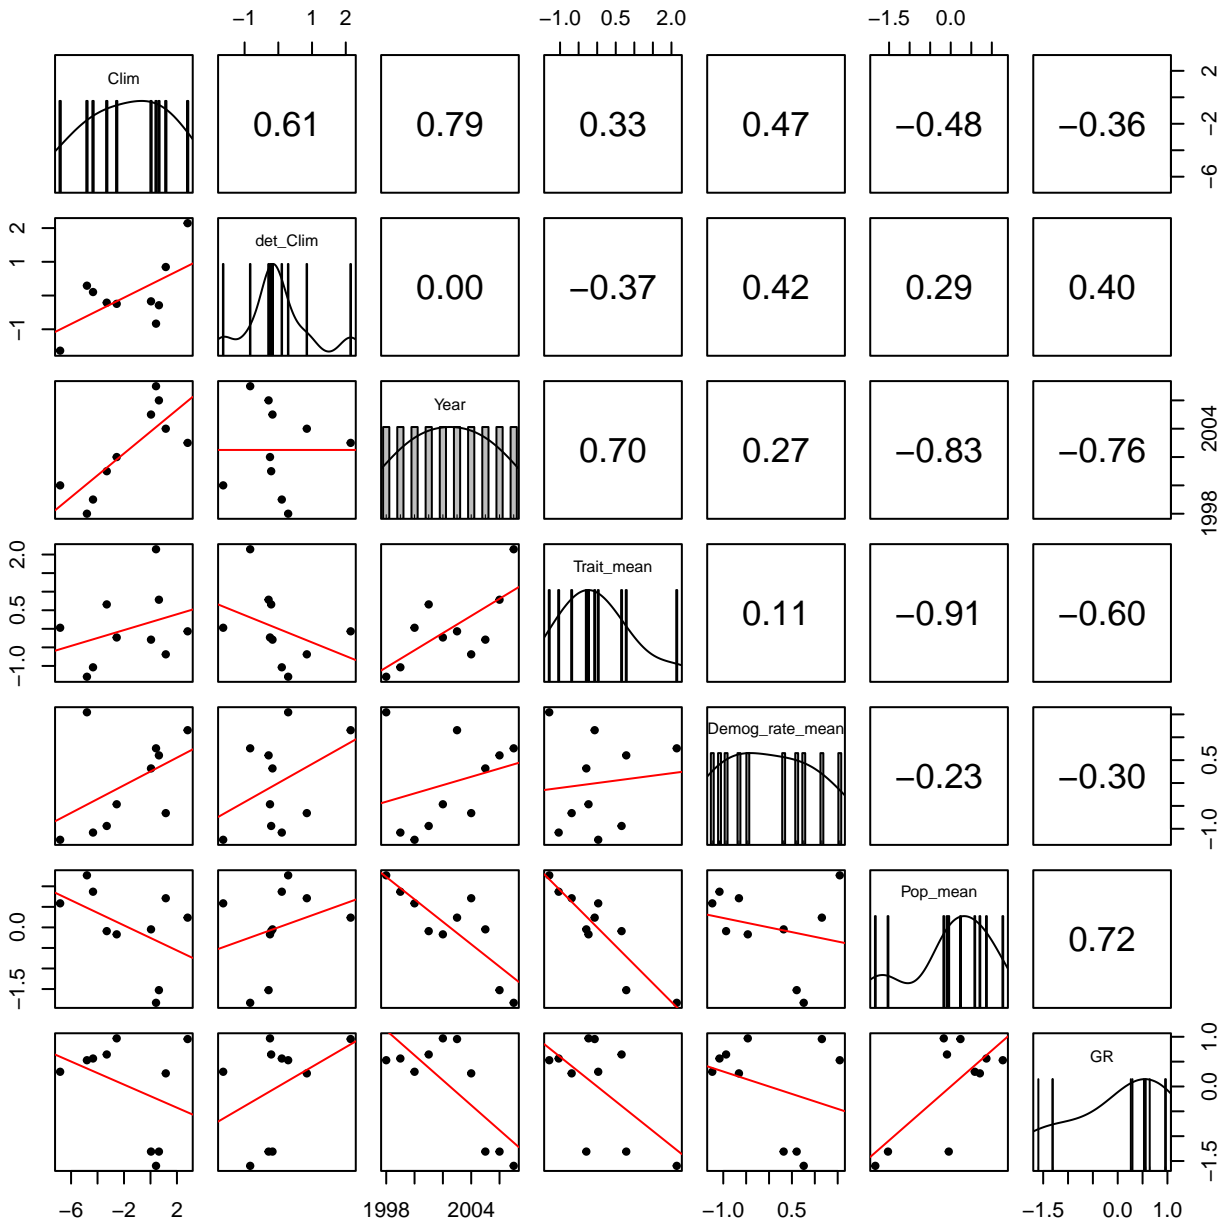 −1 1 2 −1.0 0.5 2.0 −1.5 0.0
Clim 0.61 0.79 0.33 0.47 −0.48 −0.36 −6 −2 2
−1 1 2 det_Clim 0.00 −0.37 0.42 0.29 0.40
Year 0.70 0.27 −0.83 −0.76 1998 2004
−1.0 0.5 2.0 Trait_mean 0.11 −0.91 −0.60
Demog_rate_mean −0.23 −0.30 −1.0 0.5
−1.5 0.0 Pop_mean 0.72
GR −1.5 0.0 1.0
−6 −2 2 1998 2004 −1.0 0.5 −1.5 0.0 1.0